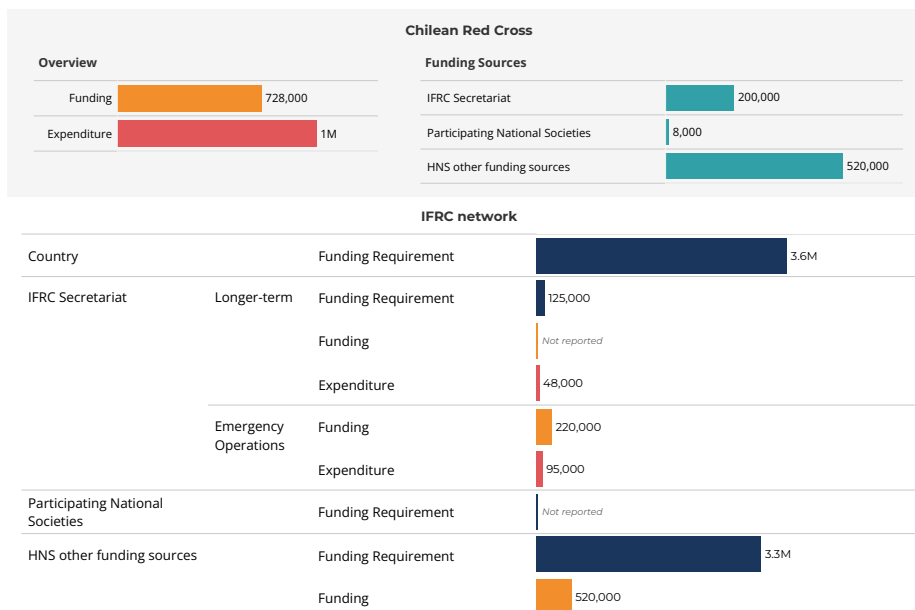 Chilean Red Cross
Overview
Funding 728,000
Expenditure 1M
Funding Sources
IFRC Secretariat 200,000
Participating National Societies 8,000
HNS other funding sources 520,000
IFRC network
Country Funding Requirement 3.6M
IFRC Secretariat Longer-term Funding Requirement 125,000
Funding Not reported
Expenditure 48,000
Emergency
Operations
Funding 220,000
Expenditure 95,000
Participating National
Societies
Funding Requirement Not reported
HNS other funding sources Funding Requirement 3.3M
Funding 520,000